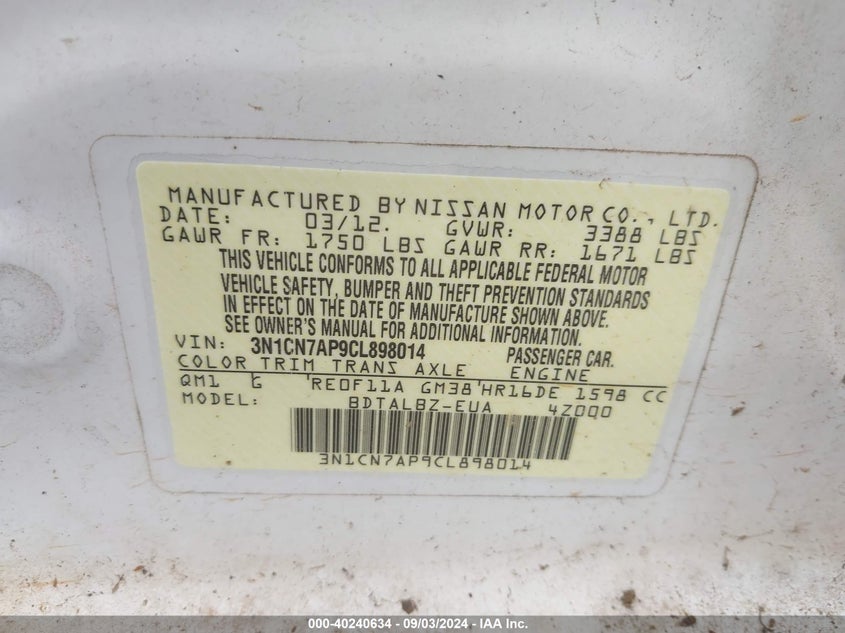 MANUFACTURED BY NISSAN MOTOR CO., LTD.
DATE: 03/12. GVWR: 3388 LBS
GAWR FR: 1750 LBS GAWR RR: 1671 LBS
THIS VEHICLE CONFORMS TO ALL APPLICABLE FEDERAL MOTOR
VEHICLE SAFETY, BUMPER AND THEFT PREVENTION STANDARDS
IN EFFECT ON THE DATE OF MANUFACTURE SHOWN ABOVE.
SEE OWNER'S MANUAL FOR ADDITIONAL INFORMATION.
VIN: 3N1CN7AP9CL898014 PASSENGER CAR.
COLOR TRIM TRANS AXLE ENGINE
QM1 G RE0F11A GM38 HR16DE 1598 CC
MODEL: BDTALBZ-EUA 4Z000
3N1CN7AP9CL898014
000-40240634 - 09/03/2024 - IAA Inc.